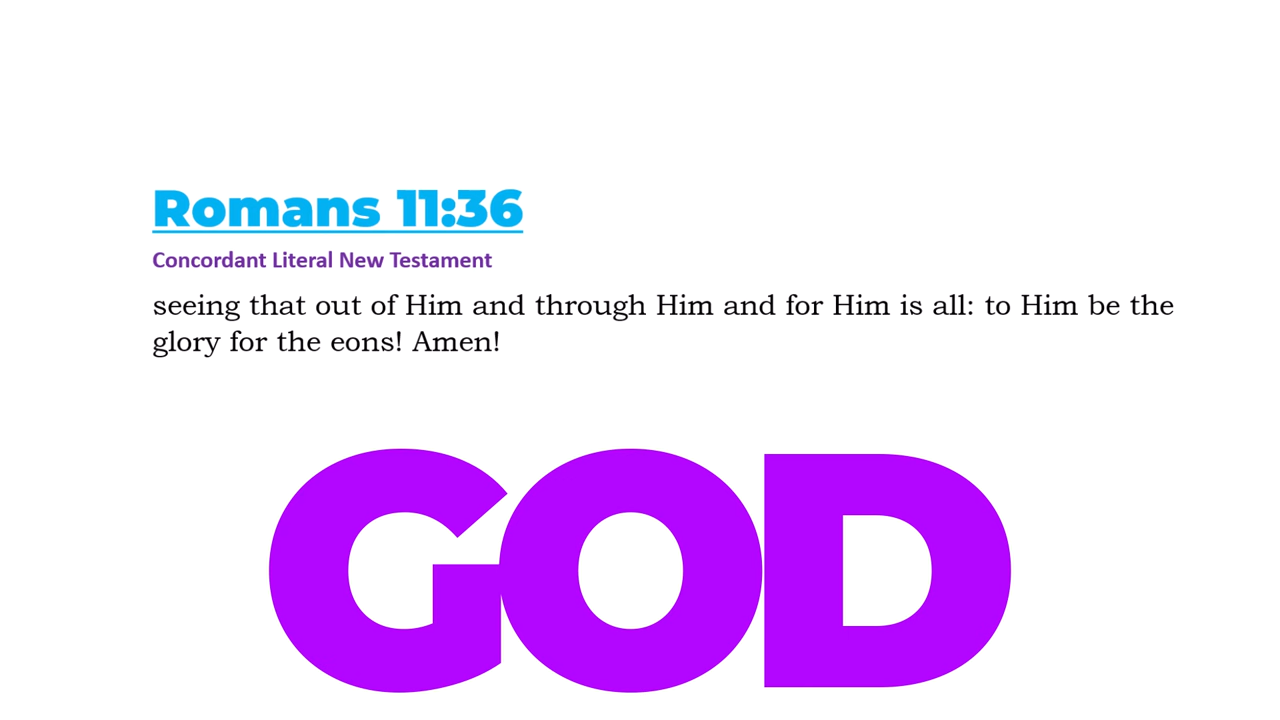 Romans 11:36
Concordant Literal New Testament
seeing that out of Him and through Him and for Him is all: to Him be the
glory for the eons! Amen!
GOD